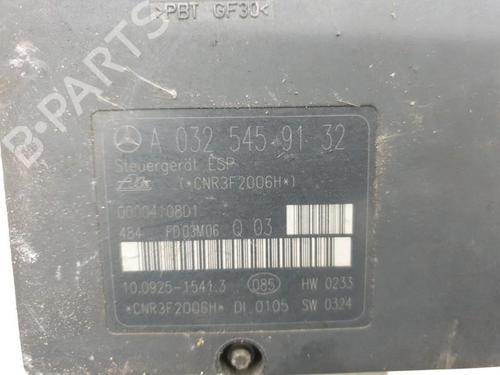 >PBT GF30<
A 032 545 91 32
Steuergerät ESP
(*CNR3F2006H*)
00004108D1
484 FD03M06 Q 03
10.0925-1541.3 085 HW 0233
*CNR3F2006H* DI.0105 SW 0324
B-Parts